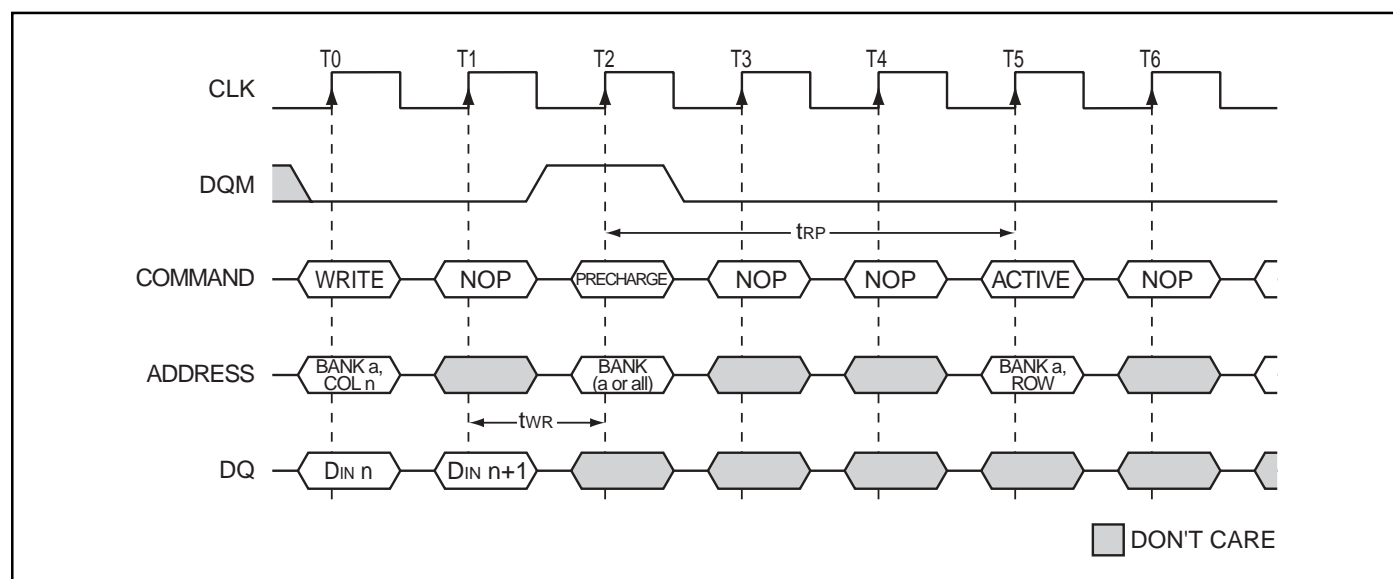 T0 T1 T2 T3 T4 T5 T6
CLK
DQM
tRP
COMMAND WRITE NOP PRECHARGE NOP NOP ACTIVE NOP
ADDRESS BANK a, COL n BANK (a or all) BANK a, ROW
tWR
DQ DIN n DIN n+1
DON'T CARE